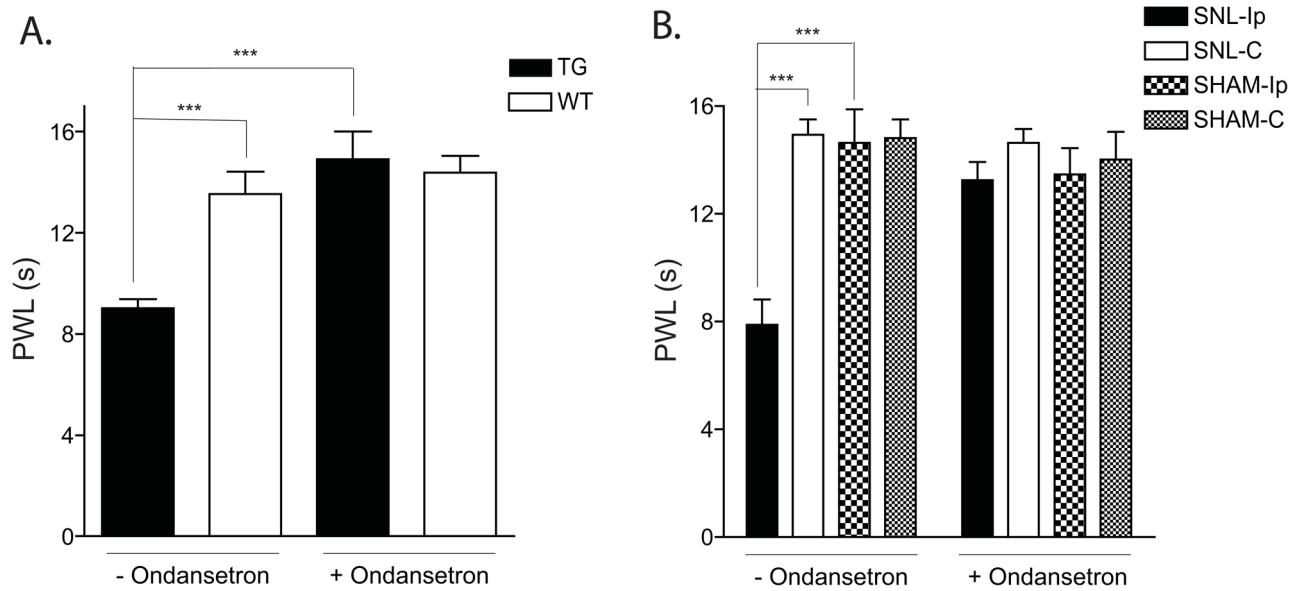 A.
***
***
TG
WT
16
12
8
4
0
PWL (s)
- Ondansetron
+ Ondansetron
B.
***
***
SNL-Ip
SNL-C
SHAM-Ip
SHAM-C
16
12
8
4
0
PWL (s)
- Ondansetron
+ Ondansetron